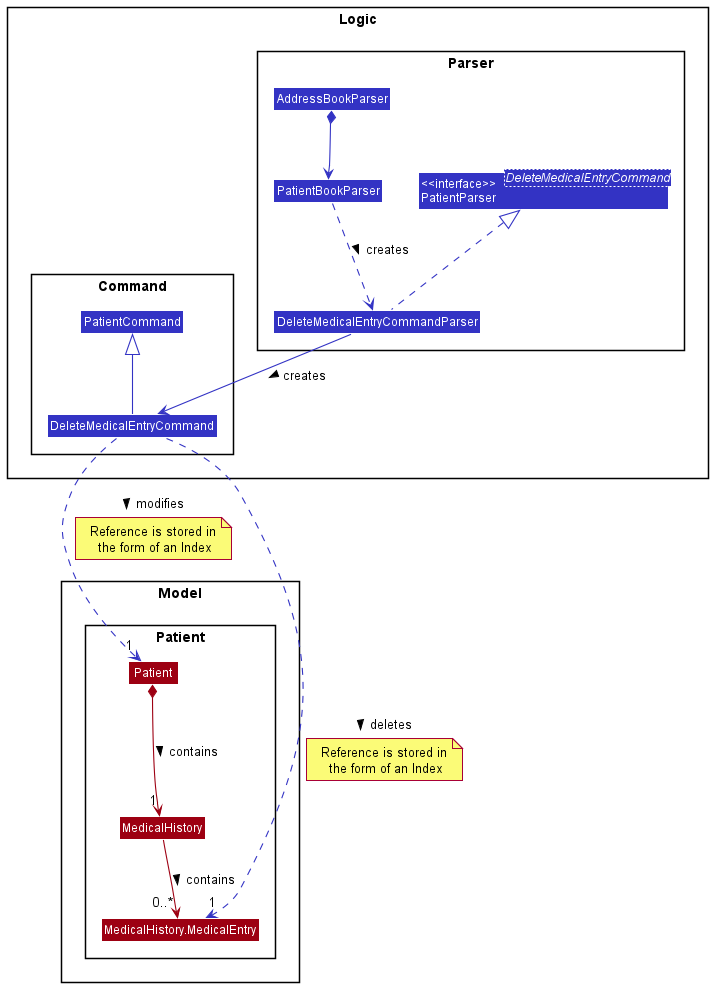 Logic
Parser
AddressBookParser
PatientBookParser
DeleteMedicalEntryCommand
<<interface>>
PatientParser
creates
Command
PatientCommand
DeleteMedicalEntryCommandParser
creates
DeleteMedicalEntryCommand
modifies
Reference is stored in
the form of an Index
Model
Patient
1
Patient
deletes
Reference is stored in
the form of an Index
contains
1
MedicalHistory
contains
0..*
1
MedicalHistory.MedicalEntry